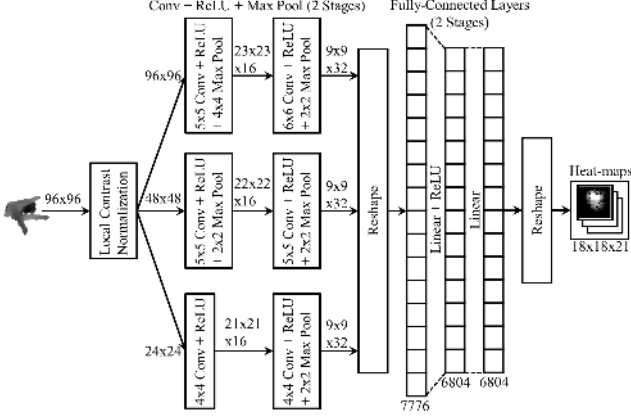 Conv + ReLU + Max Pool (2 Stages)
Fully-Connected Layers
(2 Stages)
96x96
Local Contrast
Normalization
96x96
5x5 Conv + ReLU
+ 4x4 Max Pool
23x23
x16
6x6 Conv + ReLU
+ 2x2 Max Pool
9x9
x32
48x48
5x5 Conv + ReLU
+ 2x2 Max Pool
22x22
x16
5x5 Conv + ReLU
+ 2x2 Max Pool
9x9
x32
24x24
4x4 Conv + ReLU
21x21
x16
4x4 Conv + ReLU
+ 2x2 Max Pool
9x9
x32
Reshape
Linear + ReLU
Linear
7776
6804
6804
Reshape
Heat-maps
18x18x21